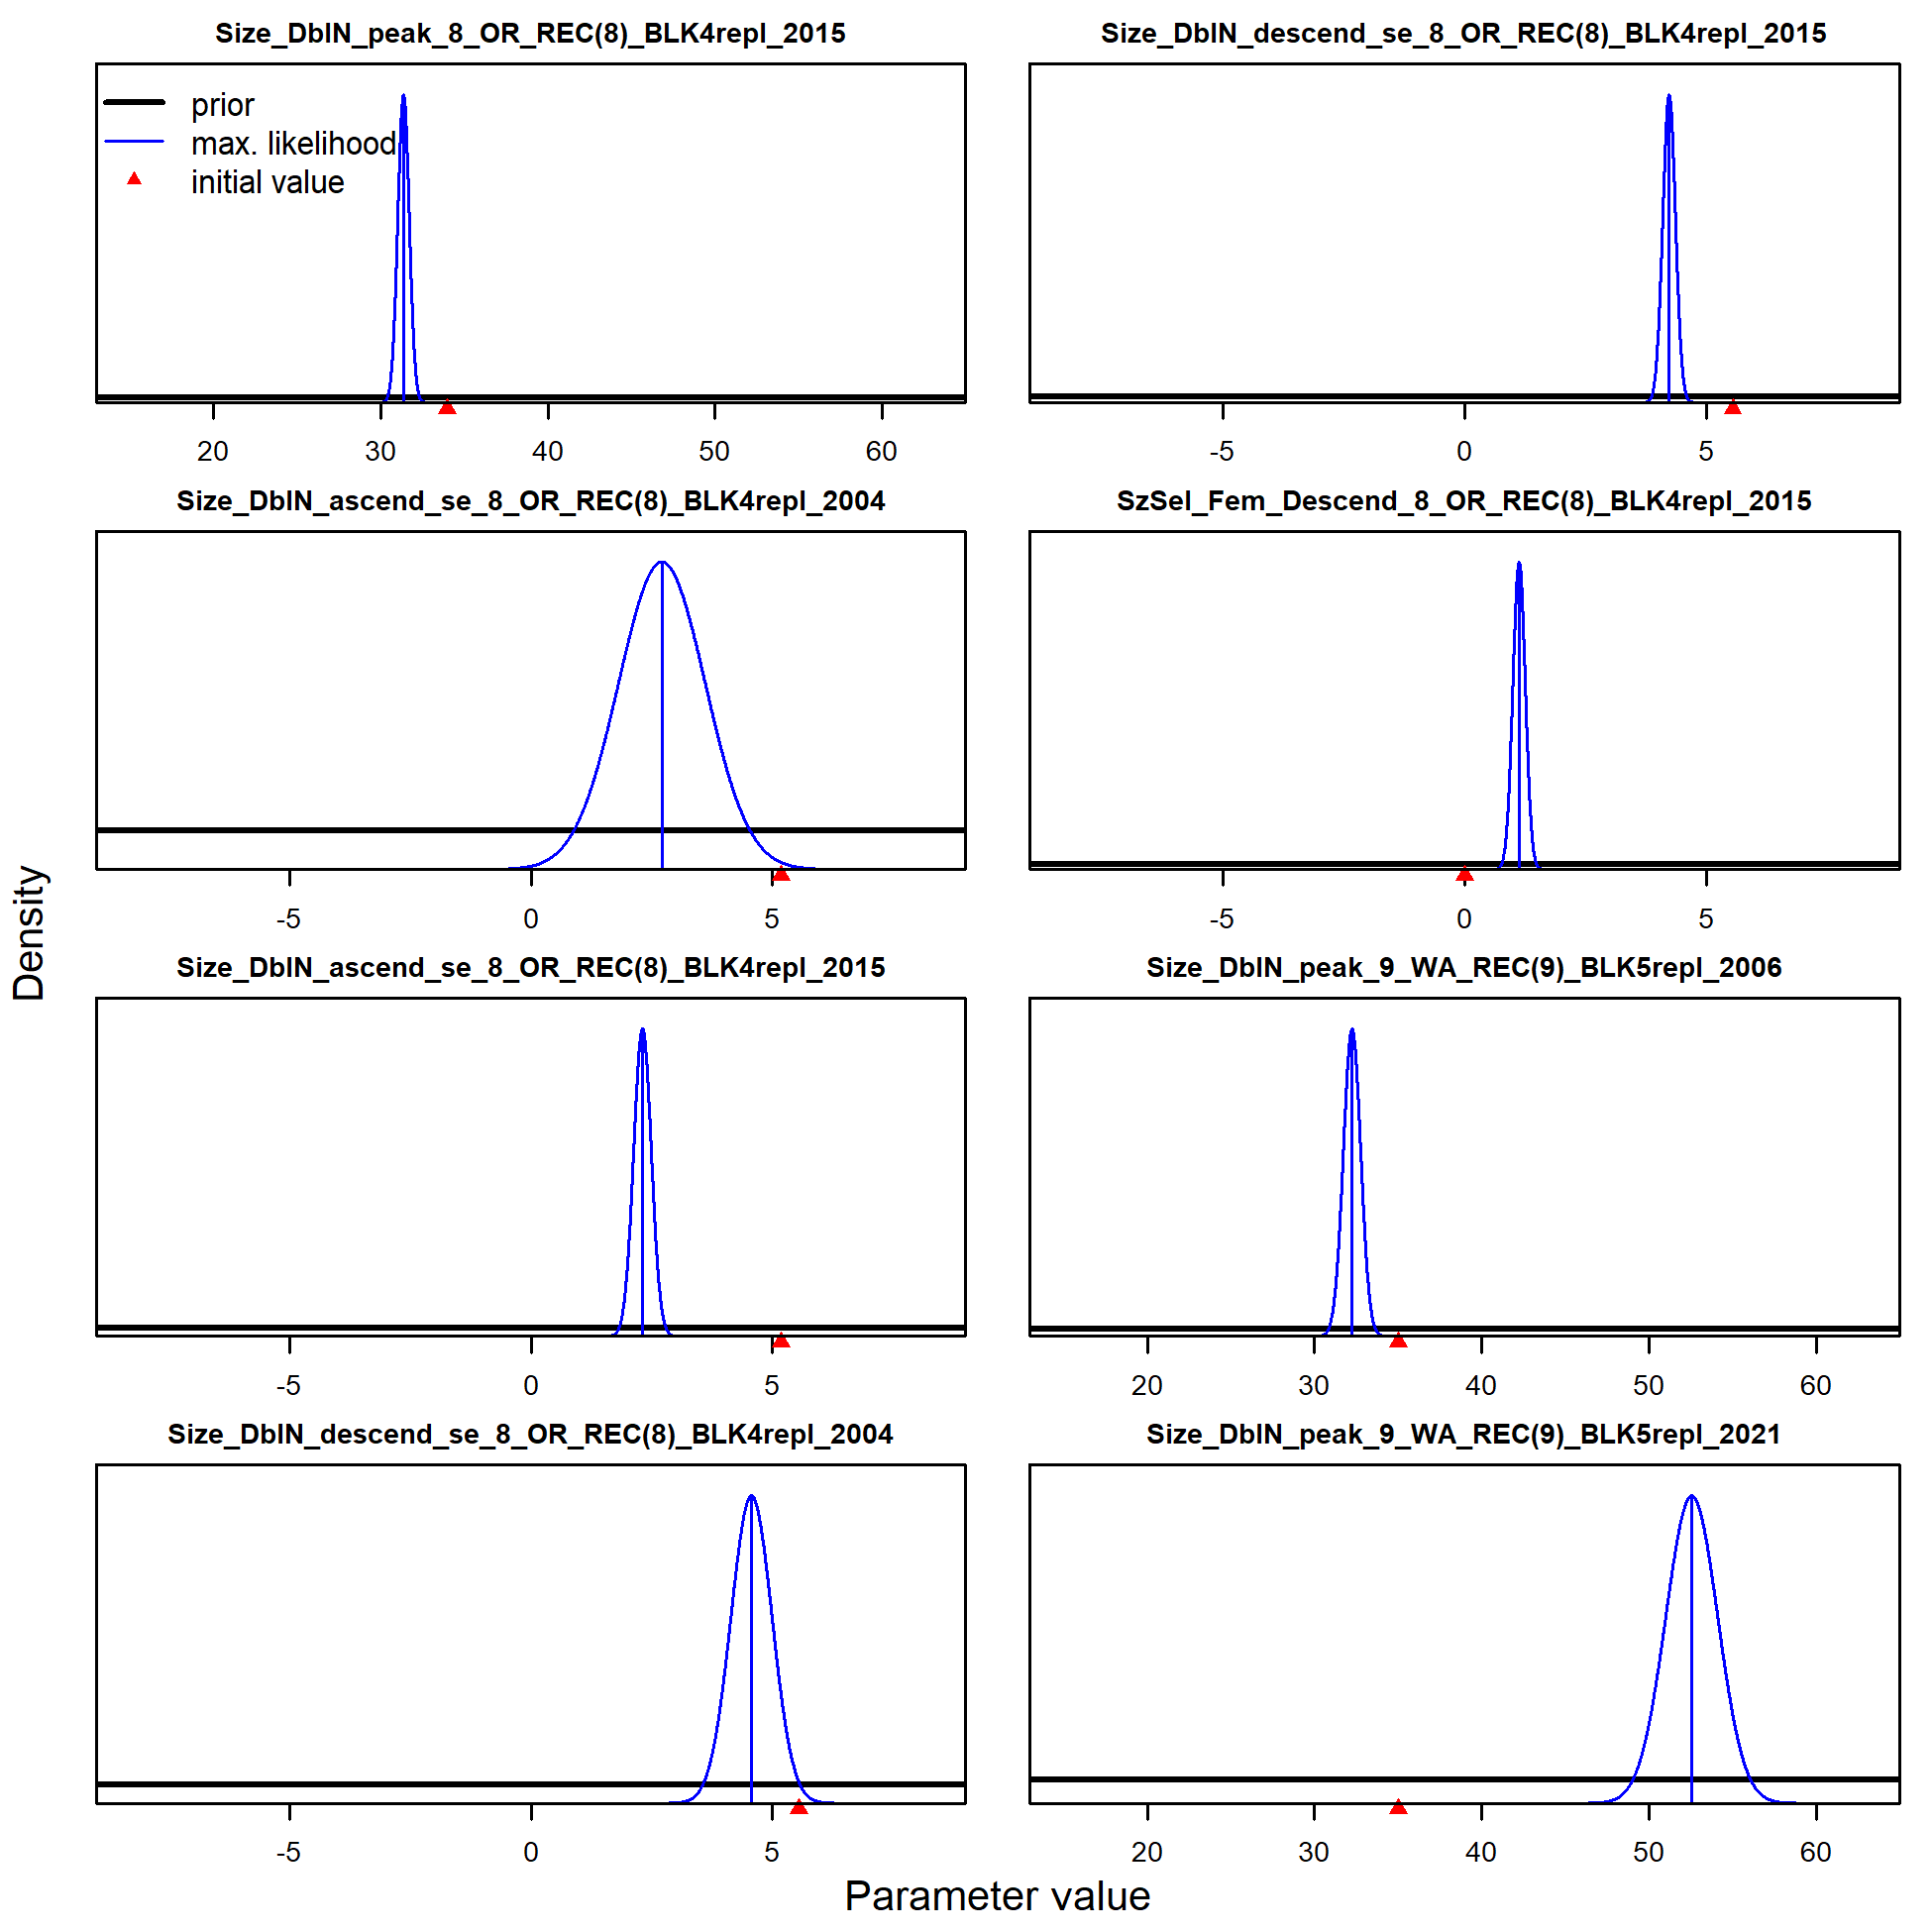 Size_DblN_peak_8_OR_REC(8)_BLK4repl_2015
prior
max. likelihood
initial value
20 30 40 50 60
Size_DblN_descend_se_8_OR_REC(8)_BLK4repl_2015
-5 0 5
Size_DblN_ascend_se_8_OR_REC(8)_BLK4repl_2004
-5 0 5
SzSel_Fem_Descend_8_OR_REC(8)_BLK4repl_2015
-5 0 5
Size_DblN_ascend_se_8_OR_REC(8)_BLK4repl_2015
-5 0 5
Size_DblN_peak_9_WA_REC(9)_BLK5repl_2006
20 30 40 50 60
Size_DblN_descend_se_8_OR_REC(8)_BLK4repl_2004
-5 0 5
Size_DblN_peak_9_WA_REC(9)_BLK5repl_2021
20 30 40 50 60
Density
Parameter value